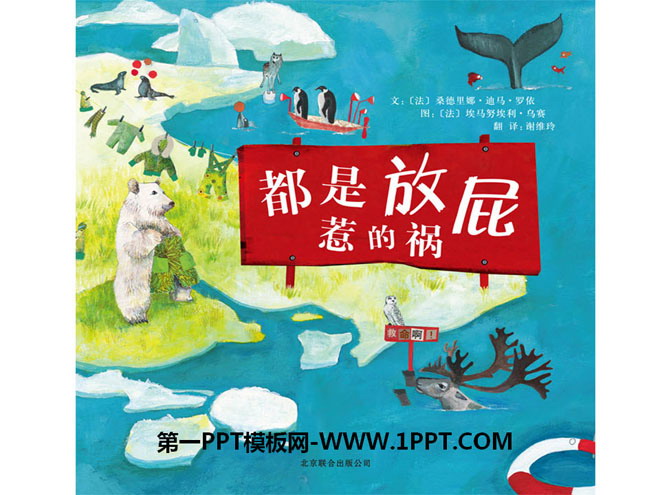 文：〔法〕桑德里娜·迪马·罗依
图：〔法〕埃马努埃利·乌赛
翻 译：谢维玲
都是放屁
惹的祸
救命啊！
第一PPT模板网-WWW.1PPT.COM
北京联合出版公司